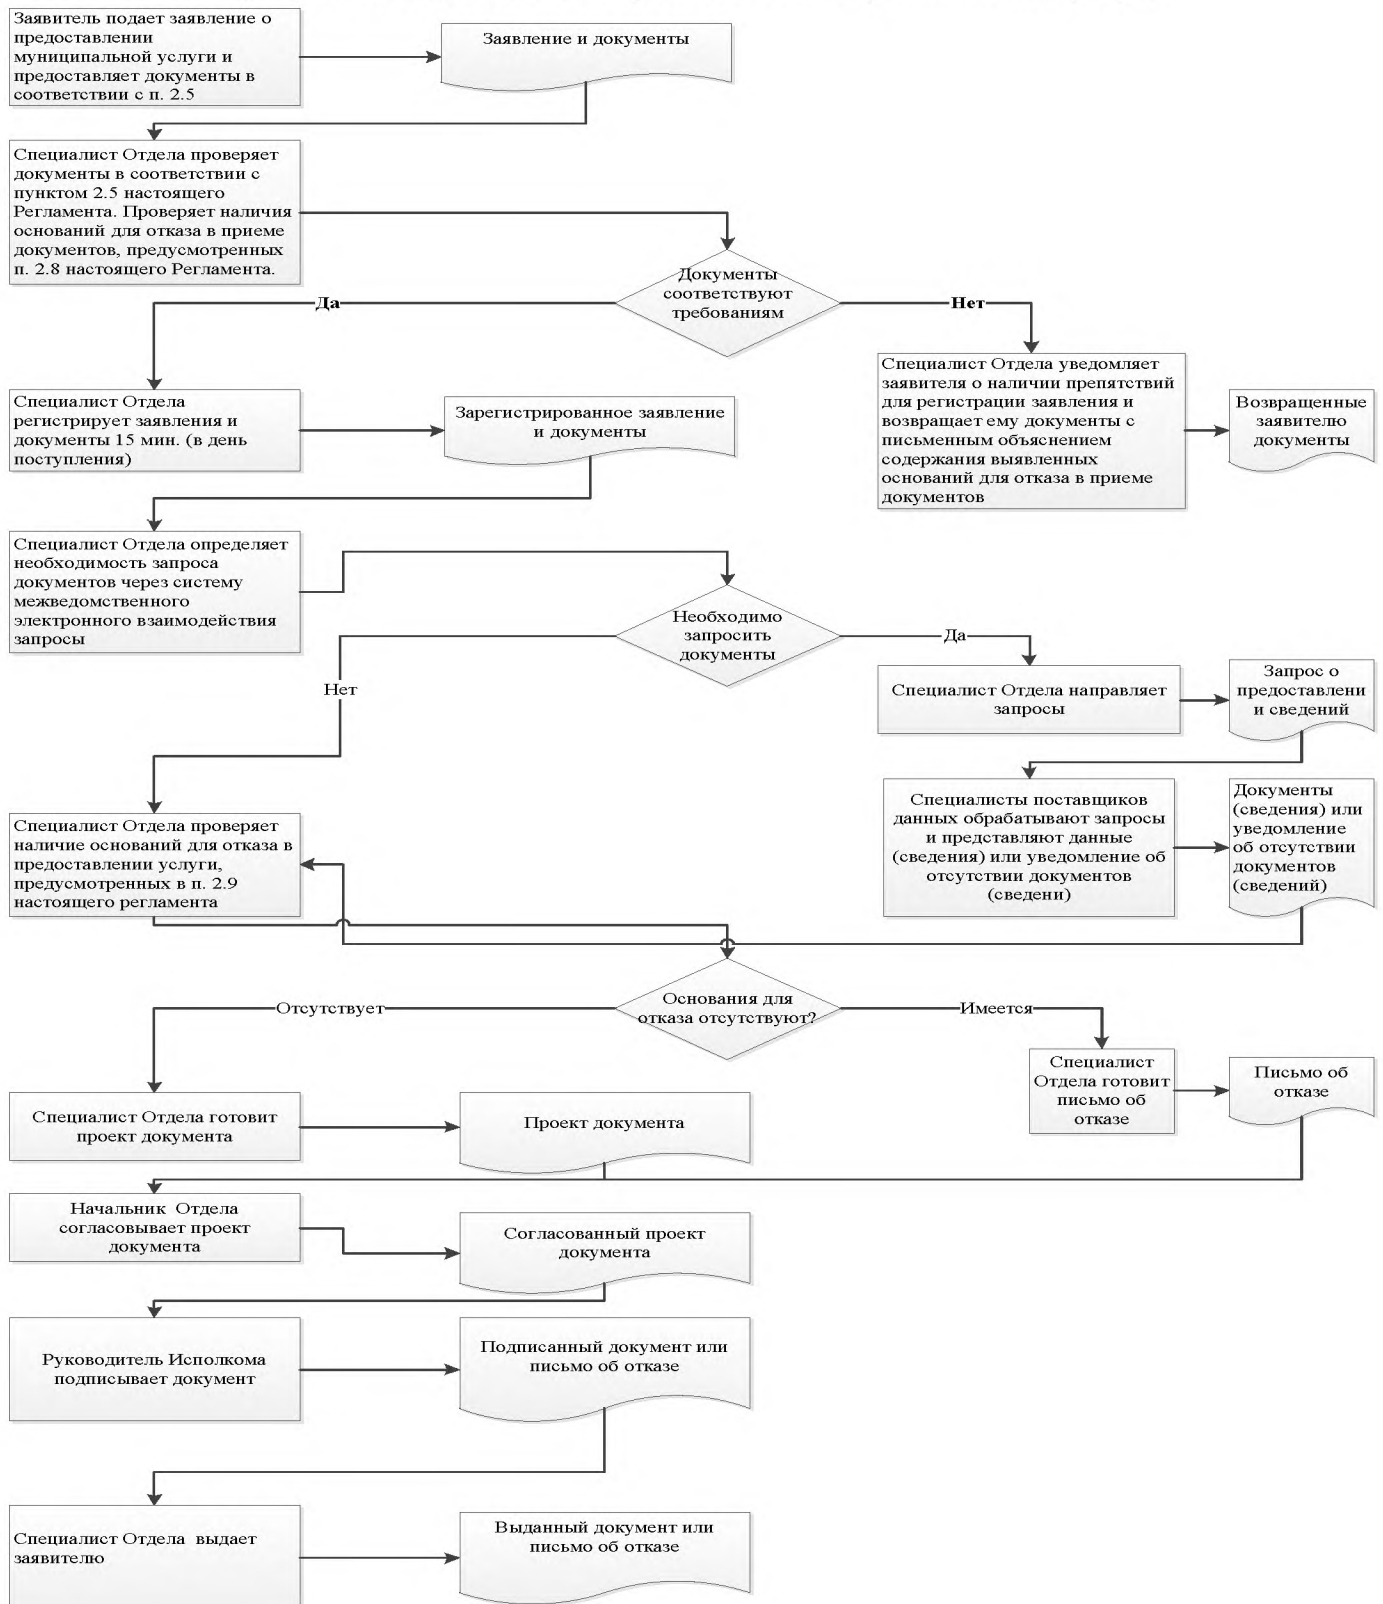 Заявитель подает заявление о
предоставлении
муниципальной услуги и
предоставляет документы в
соответствии с п. 2.5
Заявление и документы
Специалист Отдела проверяет
документы в соответствии с
пунктом 2.5 настоящего
Регламента. Проверяет наличия
оснований для отказа в приеме
документов, предусмотренных
п. 2.8 настоящего Регламента.
Документы
соответствуют
требованиям
Да
Нет
Специалист Отдела
регистрирует заявления и
документы 15 мин. (в день
поступления)
Зарегистрированное заявление
и документы
Специалист Отдела уведомляет
заявителя о наличии препятствий
для регистрации заявления и
возвращает ему документы с
письменным объяснением
содержания выявленных
оснований для отказа в приеме
документов
Возвращенные
заявителю
документы
Специалист Отдела определяет
необходимость запроса
документов через систему
межведомственного
электронного взаимодействия
запросы
Необходимо
запросить
документы
Да
Нет
Специалист Отдела направляет
запросы
Запрос о
предоставлени
и сведений
Специалисты поставщиков
данных обрабатывают запросы
и представляют данные
(сведения) или уведомление об
отсутствии документов
(сведени)
Документы
(сведения) или
уведомление
об отсутствии
документов
(сведений)
Специалист Отдела проверяет
наличие оснований для отказа в
предоставлении услуги,
предусмотренных в п. 2.9
настоящего регламента
Основания для
отказа отсутствуют?
Отсутствует
Имеется
Специалист
Отдела готовит
письмо об
отказе
Письмо об
отказе
Специалист Отдела готовит
проект документа
Проект документа
Начальник Отдела
согласовывает проект
документа
Согласованный проект
документа
Руководитель Исполкома
подписывает документ
Подписанный документ или
письмо об отказе
Специалист Отдела выдает
заявителю
Выданный документ или
письмо об отказе